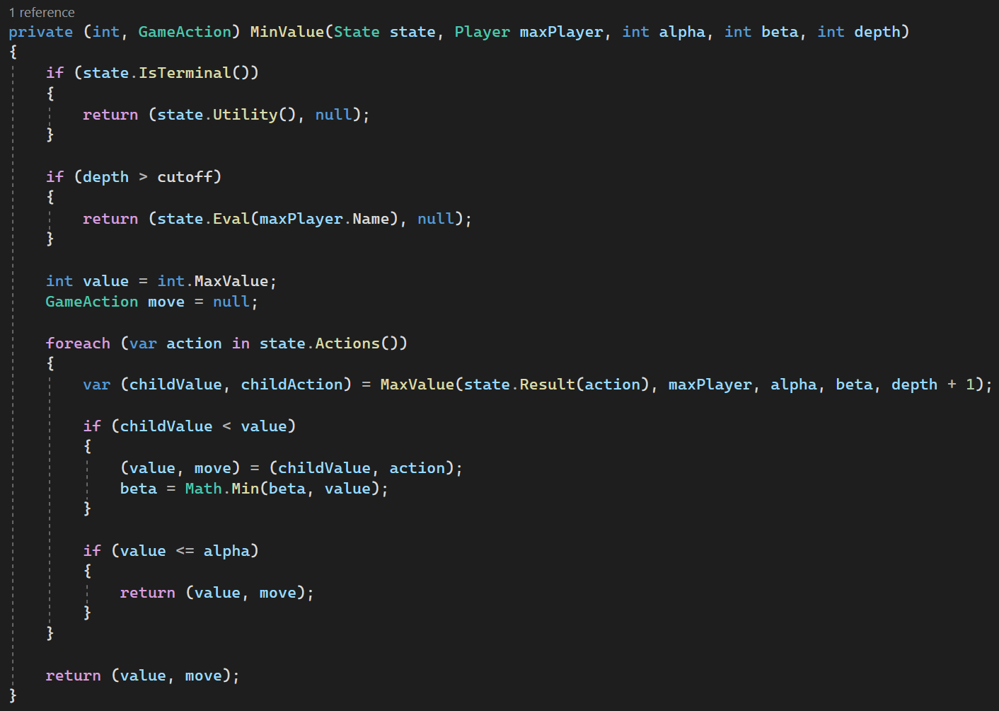 1 reference
private (int, GameAction) MinValue(State state, Player maxPlayer, int alpha, int beta, int depth)
{
    if (state.IsTerminal())
    {
        return (state.Utility(), null);
    }

    if (depth > cutoff)
    {
        return (state.Eval(maxPlayer.Name), null);
    }

    int value = int.MaxValue;
    GameAction move = null;

    foreach (var action in state.Actions())
    {
        var (childValue, childAction) = MaxValue(state.Result(action), maxPlayer, alpha, beta, depth + 1);

        if (childValue < value)
        {
            (value, move) = (childValue, action);
            beta = Math.Min(beta, value);
        }

        if (value <= alpha)
        {
            return (value, move);
        }
    }

    return (value, move);
}